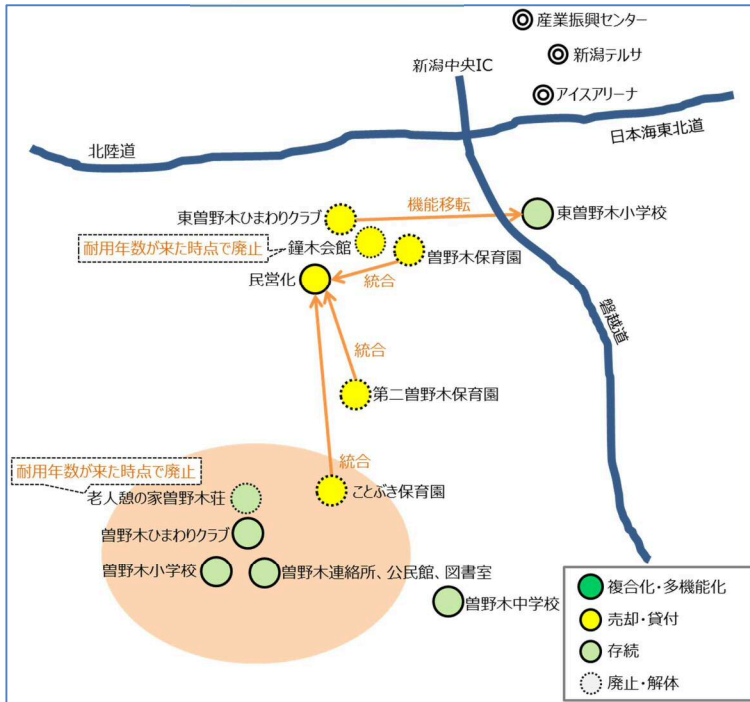 産業振興センター
新潟テルサ
新潟中央IC
アイスアリーナ
日本海東北道
北陸道
機能移転
東曽野木ひまわりクラブ
東曽野木小学校
耐用年数が来た時点で廃止
鐘木会館
曽野木保育園
民営化
統合
磐越道
統合
第二曽野木保育園
統合
耐用年数が来た時点で廃止
ことぶき保育園
老人憩の家曽野木荘
曽野木ひまわりクラブ
曽野木小学校
曽野木連絡所、公民館、図書室
曽野木中学校
複合化・多機能化
売却・貸付
存続
廃止・解体